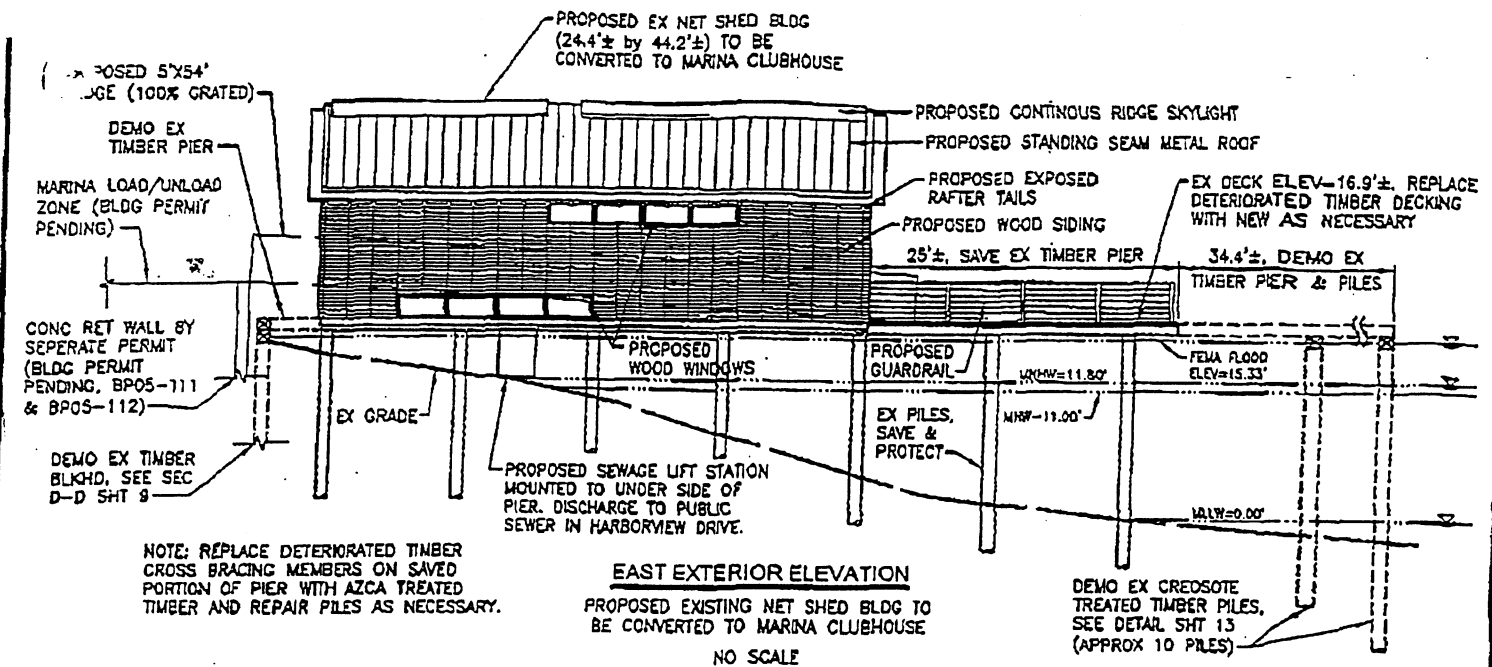 PROPOSED EX NET SHED BLDG
(24.4'± by 44.2'±) TO BE
CONVERTED TO MARINA CLUBHOUSE
POSED 5'X54'
(100% GRATED)
DEMO EX
TIMBER PIER
MARINA LOAD/UNLOAD
ZONE (BLDG PERMIT
PENDING)
CONC RET WALL BY
SEPERATE PERMIT
(BLDG PERMIT
PENDING, BP05-111
& BP05-112)
DEMO EX TIMBER
BLKHD, SEE SEC
D-D SHT 9
PROPOSED CONTINOUS RIDGE SKYLIGHT
PROPOSED STANDING SEAM METAL ROOF
PROPOSED EXPOSED
RAFTER TAILS
PROPOSED WOOD SIDING
EX DECK ELEV=16.9'±, REPLACE
DETERIORATED TIMBER DECKING
WITH NEW AS NECESSARY
25'±, SAVE EX TIMBER PIER
34.4'±, DEMO EX
TIMBER PIER & PILES
PROPOSED
WOOD WINDOWS
PROPOSED
GUARDRAIL
FEMA FLOOD
ELEV=15.33'
MHHW=11.80'
MHW=11.00'
EX GRADE
EX PILES,
SAVE &
PROTECT
PROPOSED SEWAGE LIFT STATION
MOUNTED TO UNDER SIDE OF
PIER. DISCHARGE TO PUBLIC
SEWER IN HARBORVIEW DRIVE.
MLLW=0.00'
NOTE: REPLACE DETERIORATED TIMBER
CROSS BRACING MEMBERS ON SAVED
PORTION OF PIER WITH AZCA TREATED
TIMBER AND REPAIR PILES AS NECESSARY.
EAST EXTERIOR ELEVATION
PROPOSED EXISTING NET SHED BLDG TO
BE CONVERTED TO MARINA CLUBHOUSE
NO SCALE
DEMO EX CREOSOTE
TREATED TIMBER PILES,
SEE DETAIL SHT 13
(APPROX 10 PILES)